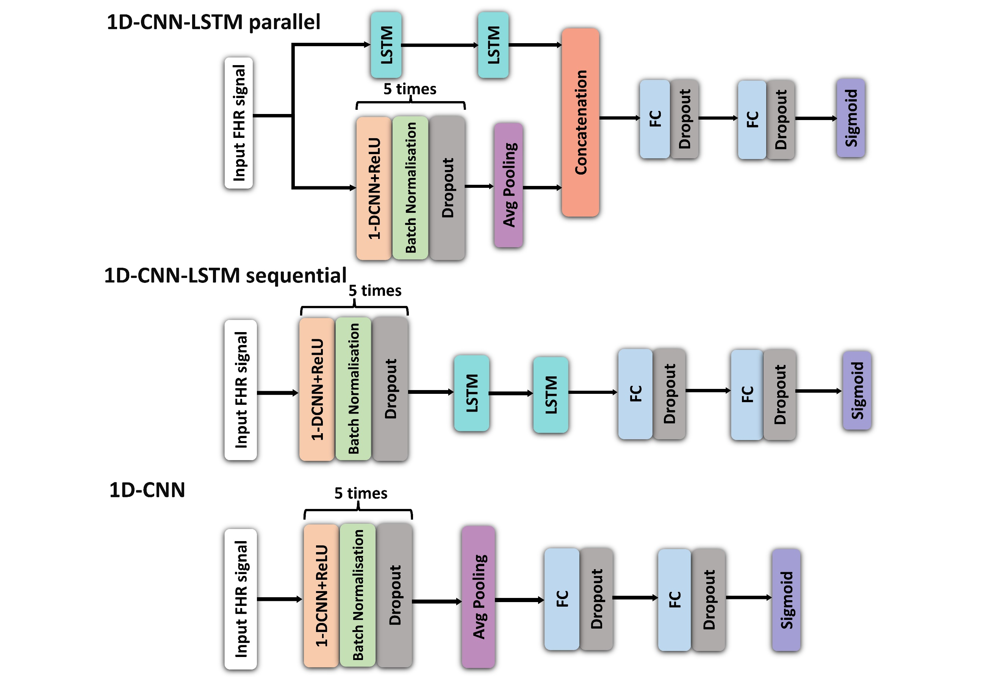 1D-CNN-LSTM parallel
Input FHR signal
LSTM
LSTM
5 times
1-DCNN+ReLU
Batch Normalisation
Dropout
Avg Pooling
Concatenation
FC
Dropout
FC
Dropout
Sigmoid
1D-CNN-LSTM sequential
5 times
Input FHR signal
1-DCNN+ReLU
Batch Normalisation
Dropout
LSTM
LSTM
FC
Dropout
FC
Dropout
Sigmoid
1D-CNN
5 times
Input FHR signal
1-DCNN+ReLU
Batch Normalisation
Dropout
Avg Pooling
FC
Dropout
FC
Dropout
Sigmoid